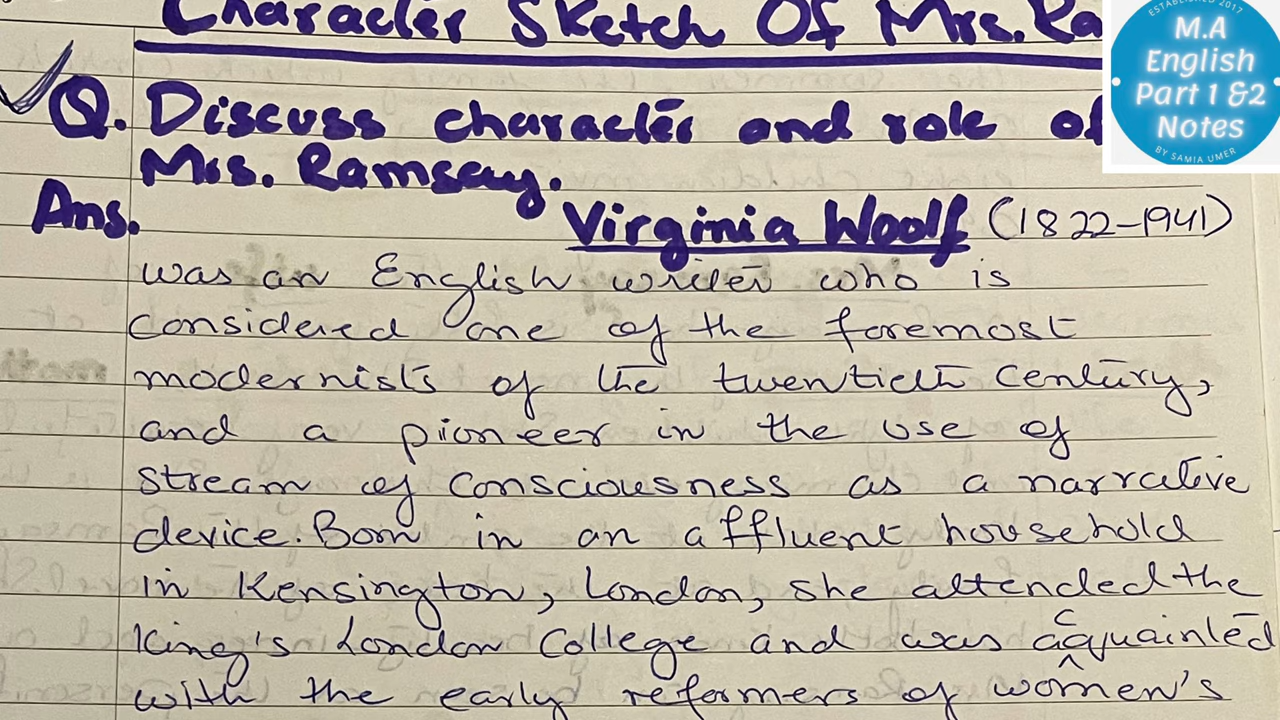 Character Sketch Of Mrs. Ra
ESTABLISHED 2017
M.A
English
Part 1 & 2
Notes
BY SAMIA UMER
Q. Discuss character and role of
Mrs. Ramsay.
Ans.
Virginia Woolf (1822-1941)
was an English writer who is
considered one of the foremost
modernists of the twentieth century,
and a pioneer in the use of
stream of consciousness as a narrative
device. Born in an affluent household
in Kensington, London, she attended the
King's London College and was acquainted
with the early reformers of women's